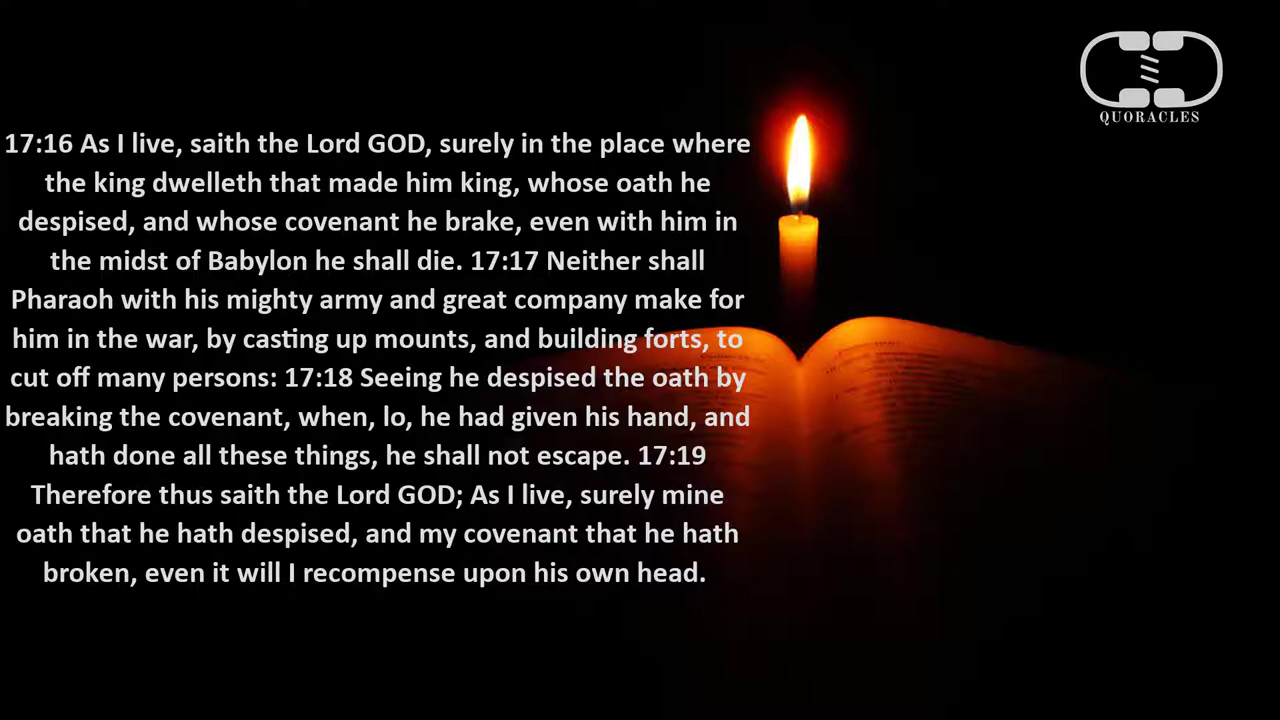 QUORACLES
17:16 As I live, saith the Lord GOD, surely in the place where
the king dwelleth that made him king, whose oath he
despised, and whose covenant he brake, even with him in
the midst of Babylon he shall die. 17:17 Neither shall
Pharaoh with his mighty army and great company make for
him in the war, by casting up mounts, and building forts, to
cut off many persons: 17:18 Seeing he despised the oath by
breaking the covenant, when, lo, he had given his hand, and
hath done all these things, he shall not escape. 17:19
Therefore thus saith the Lord GOD; As I live, surely mine
oath that he hath despised, and my covenant that he hath
broken, even it will I recompense upon his own head.